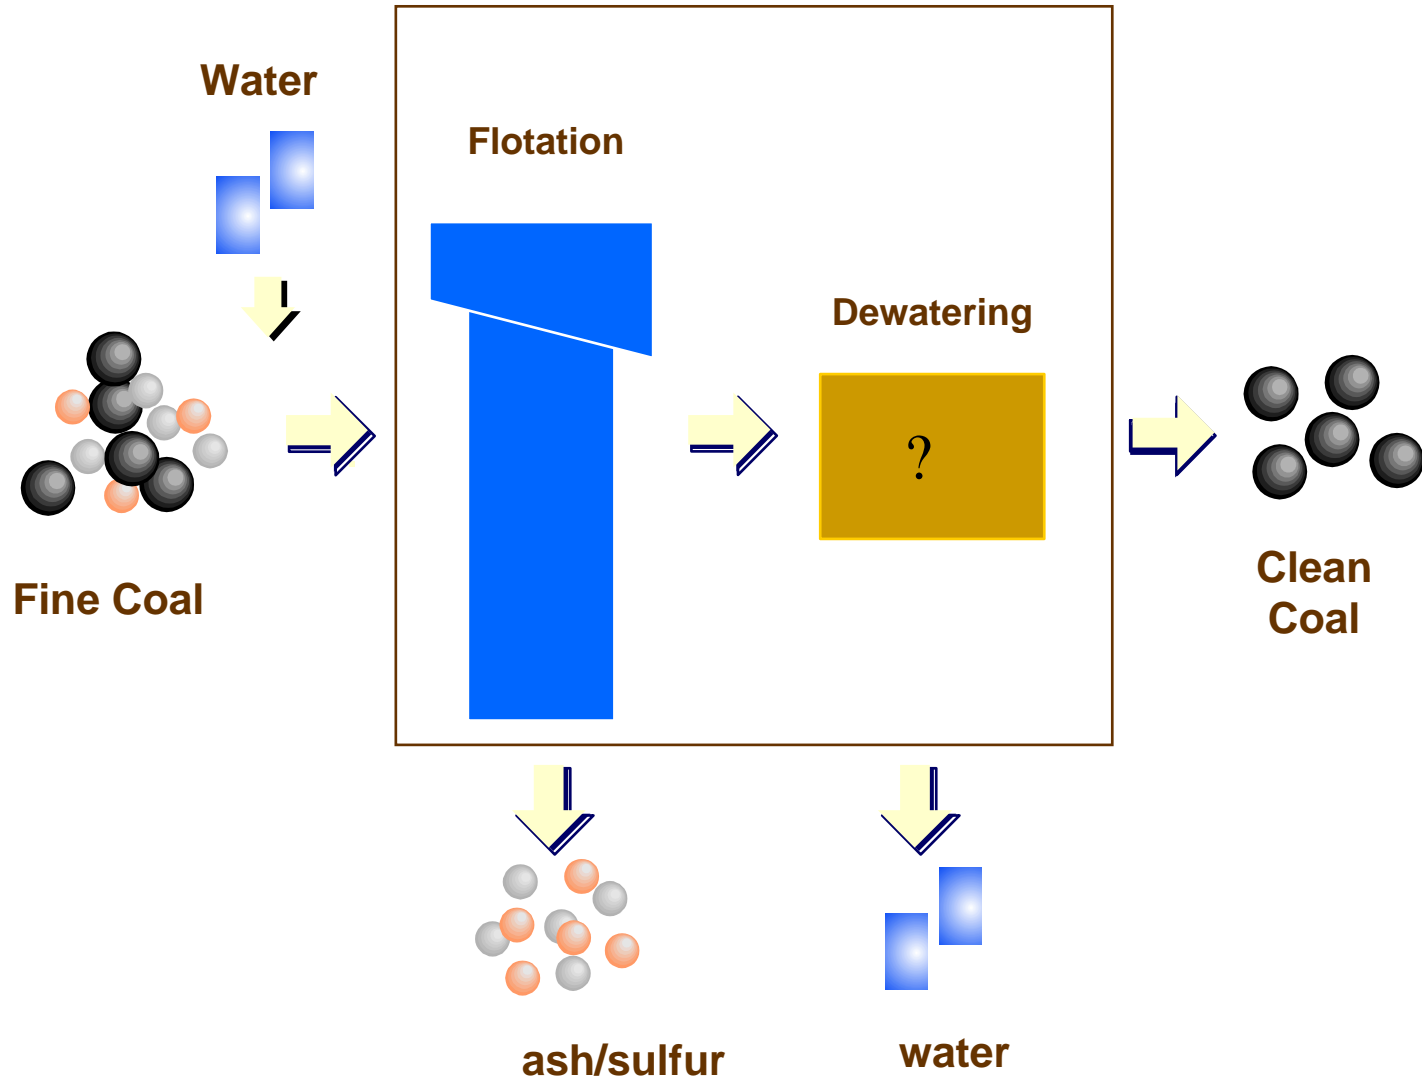 Water
Flotation
Dewatering
?
Fine Coal
Clean
Coal
ash/sulfur
water